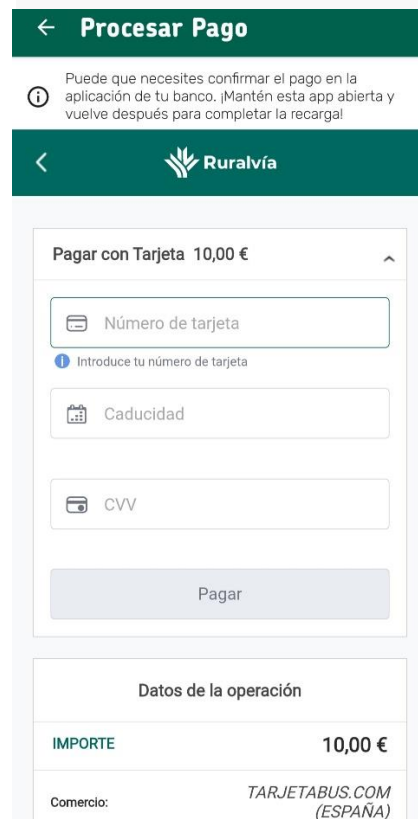 Procesar Pago
Puede que necesites confirmar el pago en la
aplicación de tu banco. ¡Mantén esta app abierta y
vuelve después para completar la recarga!
Ruralvía
Pagar con Tarjeta 10,00 €
Número de tarjeta
Introduce tu número de tarjeta
Caducidad
CVV
Pagar
Datos de la operación
IMPORTE 10,00 €
Comercio: TARJETABUS.COM
(ESPAÑA)